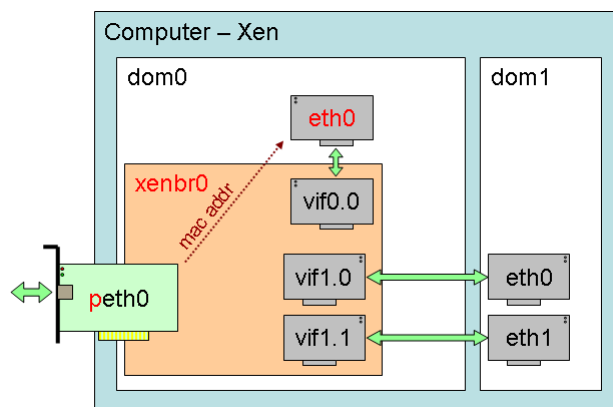 Computer – Xen
dom0
dom1
eth0
xenbr0
mac addr
vif0.0
peth0
vif1.0
eth0
vif1.1
eth1